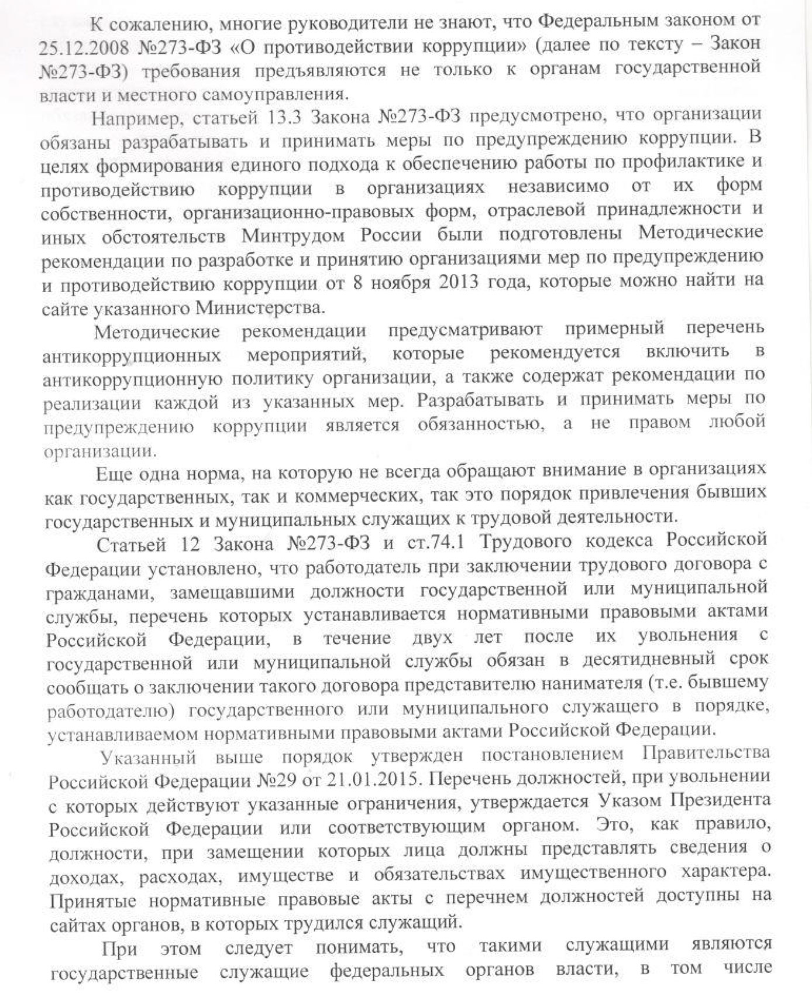 К сожалению, многие руководители не знают, что Федеральным законом от
25.12.2008 №273-ФЗ «О противодействии коррупции» (далее по тексту – Закон
№273-ФЗ) требования предъявляются не только к органам государственной
власти и местного самоуправления.
Например, статьей 13.3 Закона №273-ФЗ предусмотрено, что организации
обязаны разрабатывать и принимать меры по предупреждению коррупции. В
целях формирования единого подхода к обеспечению работы по профилактике и
противодействию коррупции в организациях независимо от их форм
собственности, организационно-правовых форм, отраслевой принадлежности и
иных обстоятельств Минтрудом России были подготовлены Методические
рекомендации по разработке и принятию организациями мер по предупреждению
и противодействию коррупции от 8 ноября 2013 года, которые можно найти на
сайте указанного Министерства.
Методические рекомендации предусматривают примерный перечень
антикоррупционных мероприятий, которые рекомендуется включить в
антикоррупционную политику организации, а также содержат рекомендации по
реализации каждой из указанных мер. Разрабатывать и принимать меры по
предупреждению коррупции является обязанностью, а не правом любой
организации.
Еще одна норма, на которую не всегда обращают внимание в организациях
как государственных, так и коммерческих, так это порядок привлечения бывших
государственных и муниципальных служащих к трудовой деятельности.
Статьей 12 Закона №273-ФЗ и ст.74.1 Трудового кодекса Российской
Федерации установлено, что работодатель при заключении трудового договора с
гражданами, замещавшими должности государственной или муниципальной
службы, перечень которых устанавливается нормативными правовыми актами
Российской Федерации, в течение двух лет после их увольнения с
государственной или муниципальной службы обязан в десятидневный срок
сообщать о заключении такого договора представителю нанимателя (т.е. бывшему
работодателю) государственного или муниципального служащего в порядке,
устанавливаемом нормативными правовыми актами Российской Федерации.
Указанный выше порядок утвержден постановлением Правительства
Российской Федерации №29 от 21.01.2015. Перечень должностей, при увольнении
с которых действуют указанные ограничения, утверждается Указом Президента
Российской Федерации или соответствующим органом. Это, как правило,
должности, при замещении которых лица должны представлять сведения о
доходах, расходах, имуществе и обязательствах имущественного характера.
Принятые нормативные правовые акты с перечнем должностей доступны на
сайтах органов, в которых трудился служащий.
При этом следует понимать, что такими служащими являются
государственные служащие федеральных органов власти, в том числе